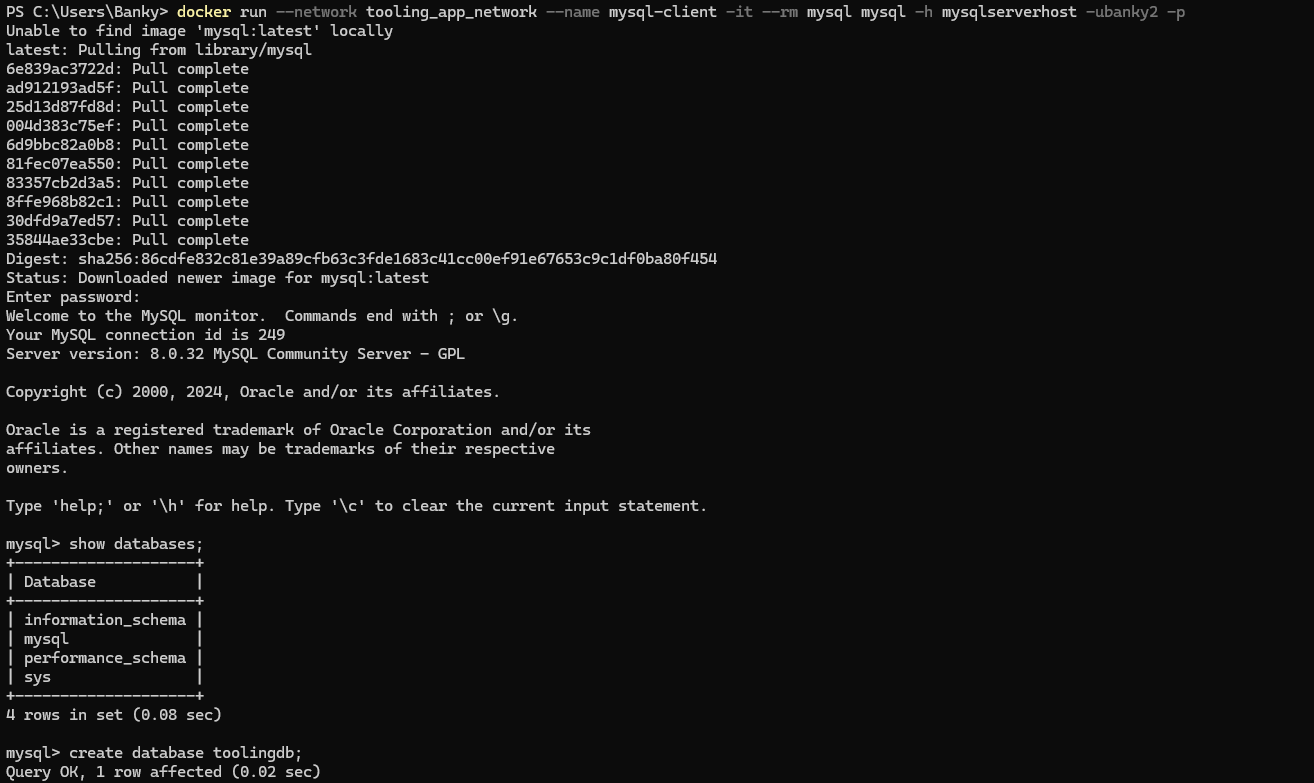 PS C:\Users\Banky> docker run --network tooling_app_network --name mysql-client -it --rm mysql mysql -h mysqlserverhost -ubanky2 -p
Unable to find image 'mysql:latest' locally
latest: Pulling from library/mysql
6e839ac3722d: Pull complete
ad912193ad5f: Pull complete
25d13d87fd8d: Pull complete
004d383c75ef: Pull complete
6d9bbc82a0b8: Pull complete
81fec07ea550: Pull complete
83357cb2d3a5: Pull complete
8ffe968b82c1: Pull complete
30dfd9a7ed57: Pull complete
35844ae33cbe: Pull complete
Digest: sha256:86cdfe832c81e39a89cfb63c3fde1683c41cc00ef91e67653c9c1df0ba80f454
Status: Downloaded newer image for mysql:latest
Enter password:
Welcome to the MySQL monitor.  Commands end with ; or \g.
Your MySQL connection id is 249
Server version: 8.0.32 MySQL Community Server - GPL

Copyright (c) 2000, 2024, Oracle and/or its affiliates.

Oracle is a registered trademark of Oracle Corporation and/or its
affiliates. Other names may be trademarks of their respective
owners.

Type 'help;' or '\h' for help. Type '\c' to clear the current input statement.

mysql> show databases;
+--------------------+
| Database           |
+--------------------+
| information_schema |
| mysql              |
| performance_schema |
| sys                |
+--------------------+
4 rows in set (0.08 sec)

mysql> create database toolingdb;
Query OK, 1 row affected (0.02 sec)